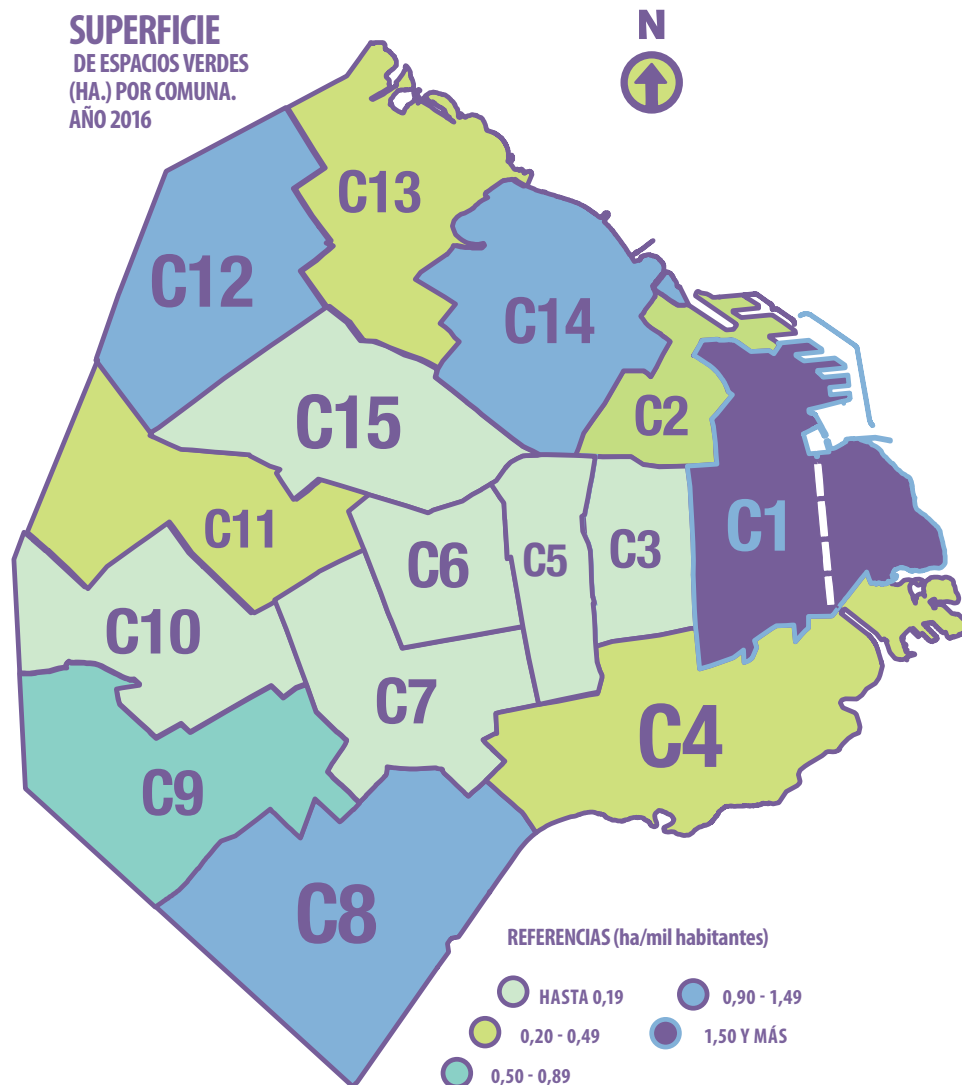 SUPERFICIE
DE ESPACIOS VERDES
(HA.) POR COMUNA.
AÑO 2016
N
C13
C12
C14
C15
C2
C1
C11
C6
C5
C3
C10
C7
C4
C9
C8
REFERENCIAS (ha/mil habitantes)
HASTA 0,19
0,90 - 1,49
0,20 - 0,49
1,50 Y MÁS
0,50 - 0,89